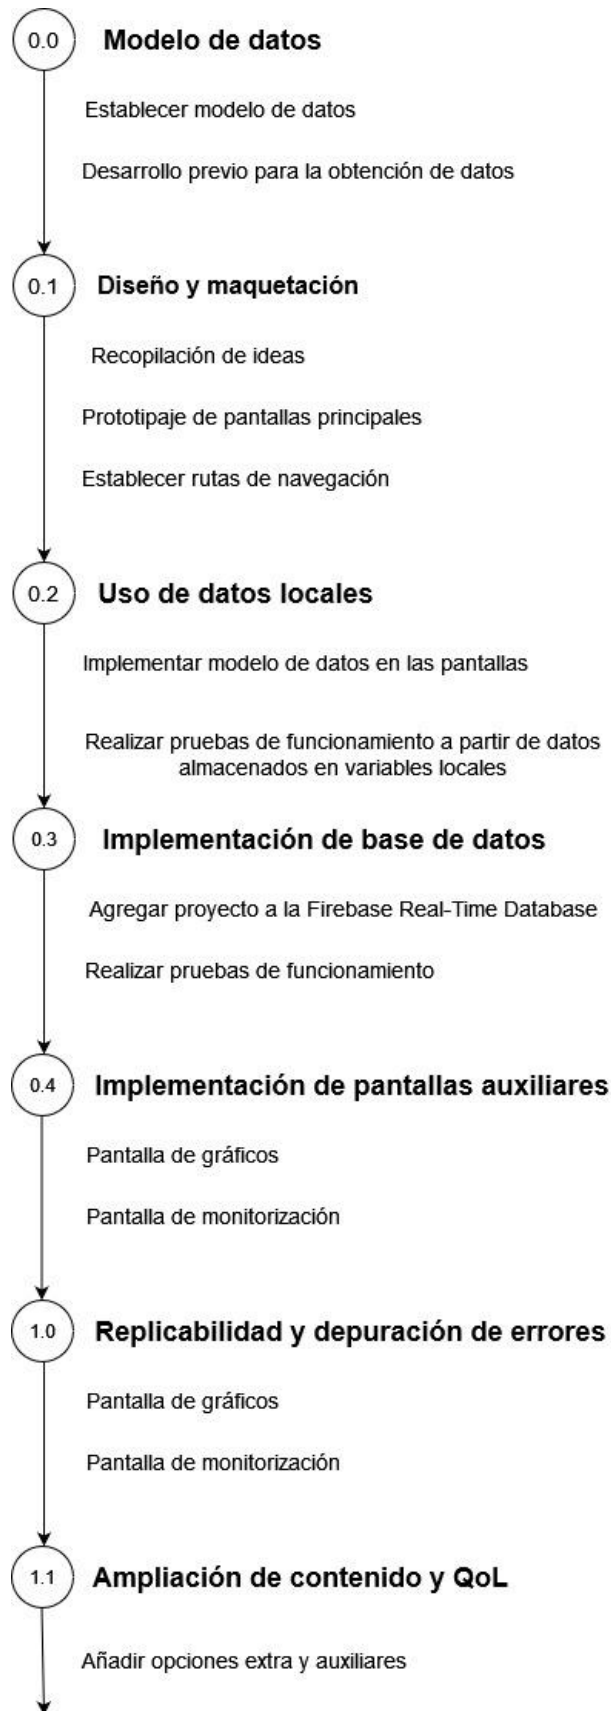 0.0
Modelo de datos
Establecer modelo de datos
Desarrollo previo para la obtención de datos
0.1
Diseño y maquetación
Recopilación de ideas
Prototipaje de pantallas principales
Establecer rutas de navegación
0.2
Uso de datos locales
Implementar modelo de datos en las pantallas
Realizar pruebas de funcionamiento a partir de datos
almacenados en variables locales
0.3
Implementación de base de datos
Agregar proyecto a la Firebase Real-Time Database
Realizar pruebas de funcionamiento
0.4
Implementación de pantallas auxiliares
Pantalla de gráficos
Pantalla de monitorización
1.0
Replicabilidad y depuración de errores
Pantalla de gráficos
Pantalla de monitorización
1.1
Ampliación de contenido y QoL
Añadir opciones extra y auxiliares